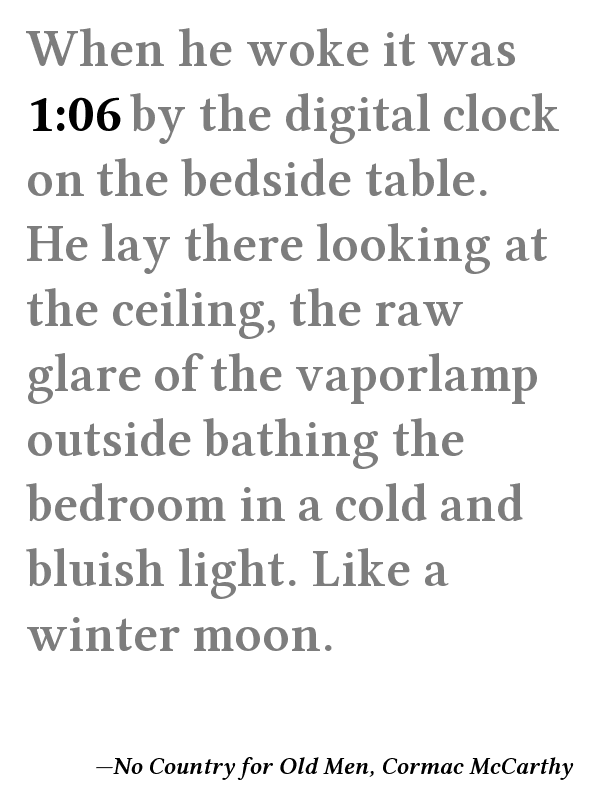 When he woke it was
1:06 by the digital clock
on the bedside table.
He lay there looking at
the ceiling, the raw
glare of the vaporlamp
outside bathing the
bedroom in a cold and
bluish light. Like a
winter moon.
—No Country for Old Men, Cormac McCarthy